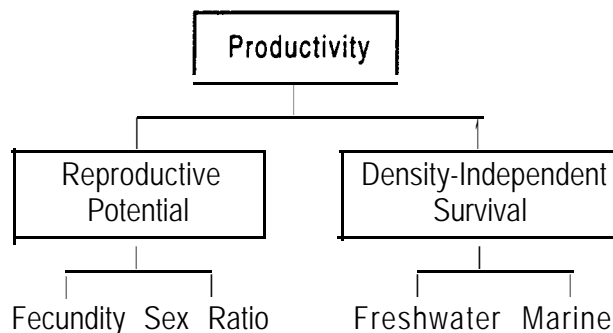 Productivity
Reproductive
Potential
Density-Independent
Survival
Fecundity Sex Ratio
Freshwater Marine